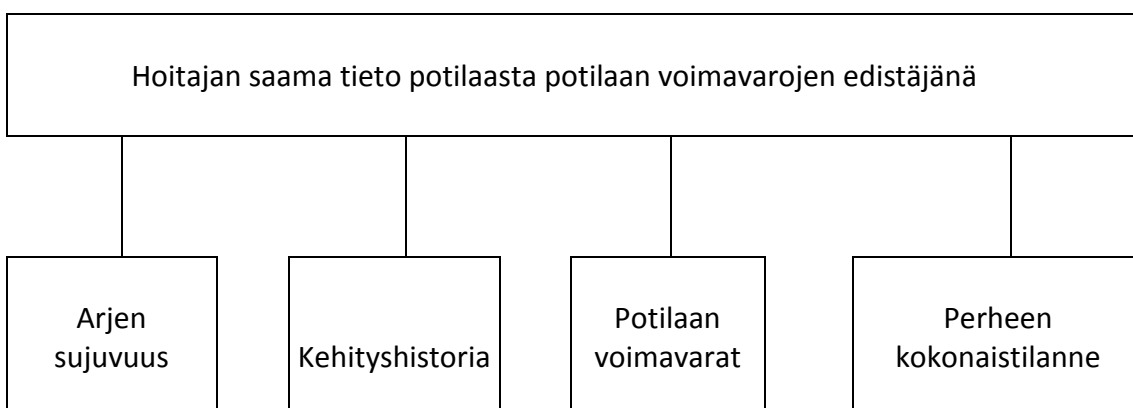 Hoitajan saama tieto potilaasta potilaan voimavarojen edistäjänä
Arjen
sujuvuus
Kehityshistoria
Potilaan
voimavarat
Perheen
kokonaistilanne